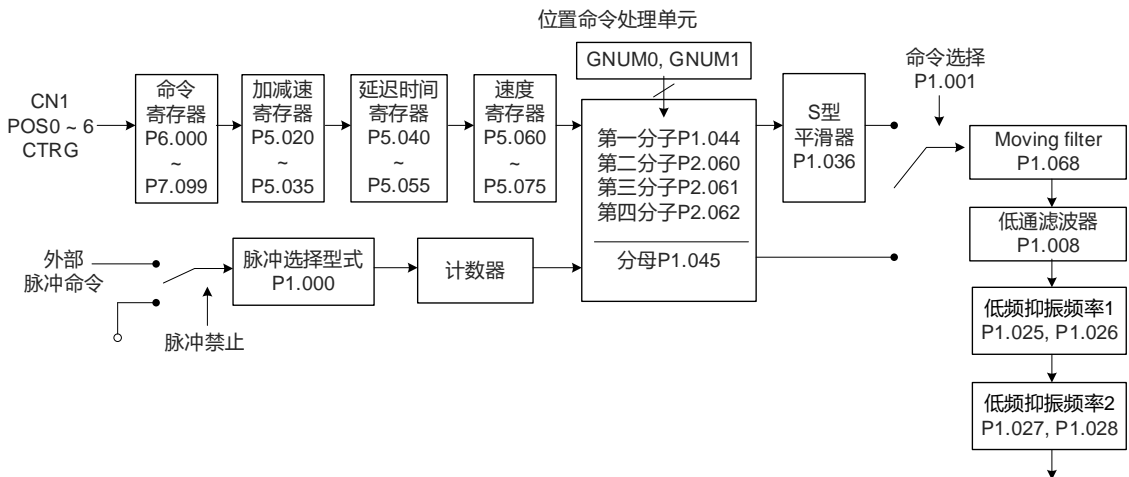 位置命令处理单元
GNUM0, GNUM1
命令选择
P1.001
CN1
POS0 ~ 6
CTRG
命令
寄存器
P6.000
~
P7.099
加减速
寄存器
P5.020
~
P5.035
延迟时间
寄存器
P5.040
~
P5.055
速度
寄存器
P5.060
~
P5.075
第一分子P1.044
第二分子P2.060
第三分子P2.061
第四分子P2.062
分母P1.045
S型
平滑器
P1.036
Moving filter
P1.068
低通滤波器
P1.008
外部
脉冲命令
脉冲选择型式
P1.000
计数器
脉冲禁止
低频抑振频率1
P1.025, P1.026
低频抑振频率2
P1.027, P1.028